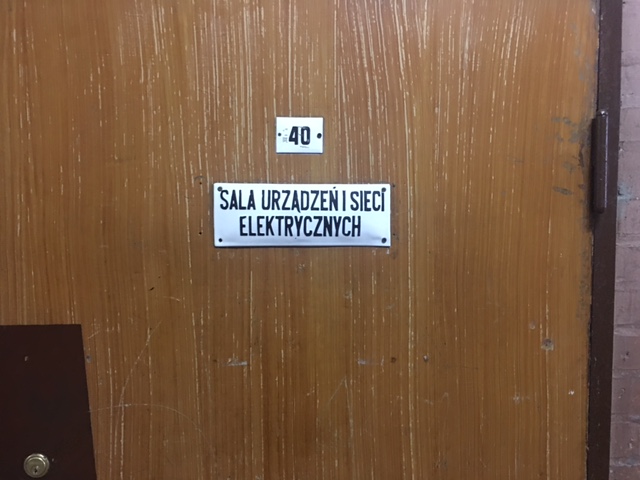 40
SALA URZĄDZEŃ I SIECI
ELEKTRYCZNYCH